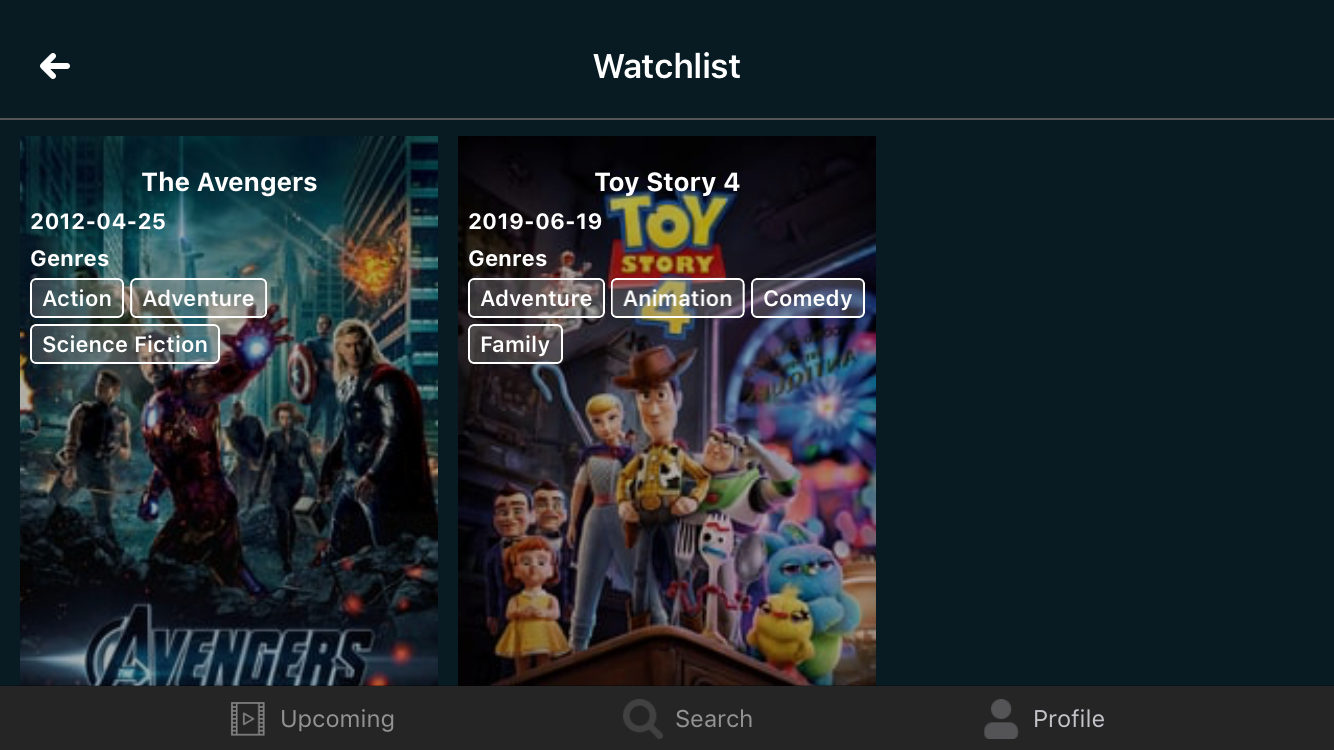 Watchlist
The Avengers
2012-04-25
Genres
Action Adventure
Science Fiction
AVENGERS
Toy Story 4
2019-06-19
TOY
STORY
4
Genres
Adventure Animation Comedy
Family
Upcoming Search Profile